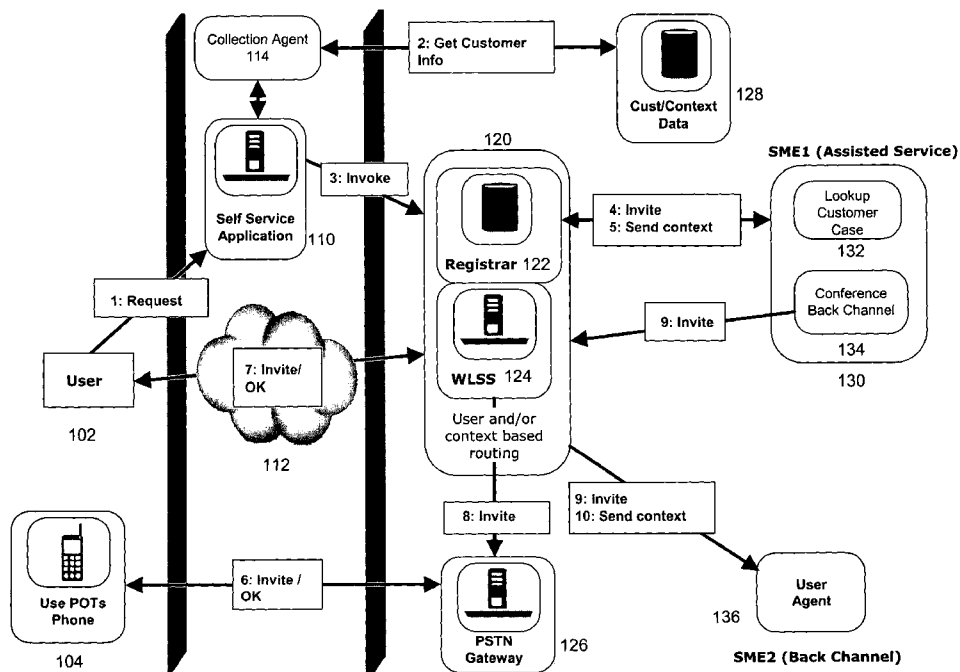 Collection Agent
114
2: Get Customer
Info
Cust/Context
Data
128
120
SME1 (Assisted Service)
3: Invoke
Self Service
Application
110
4: Invite
5: Send context
Lookup
Customer
Case
132
Registrar 122
1: Request
Conference
Back Channel
134
9: Invite
130
User
102
7: Invite/
OK
112
WLSS 124
User and/or
context based
routing
9: Invite
10: Send context
8: Invite
Use POTs
Phone
104
6: Invite /
OK
PSTN
Gateway
126
User
Agent
136
SME2 (Back Channel)